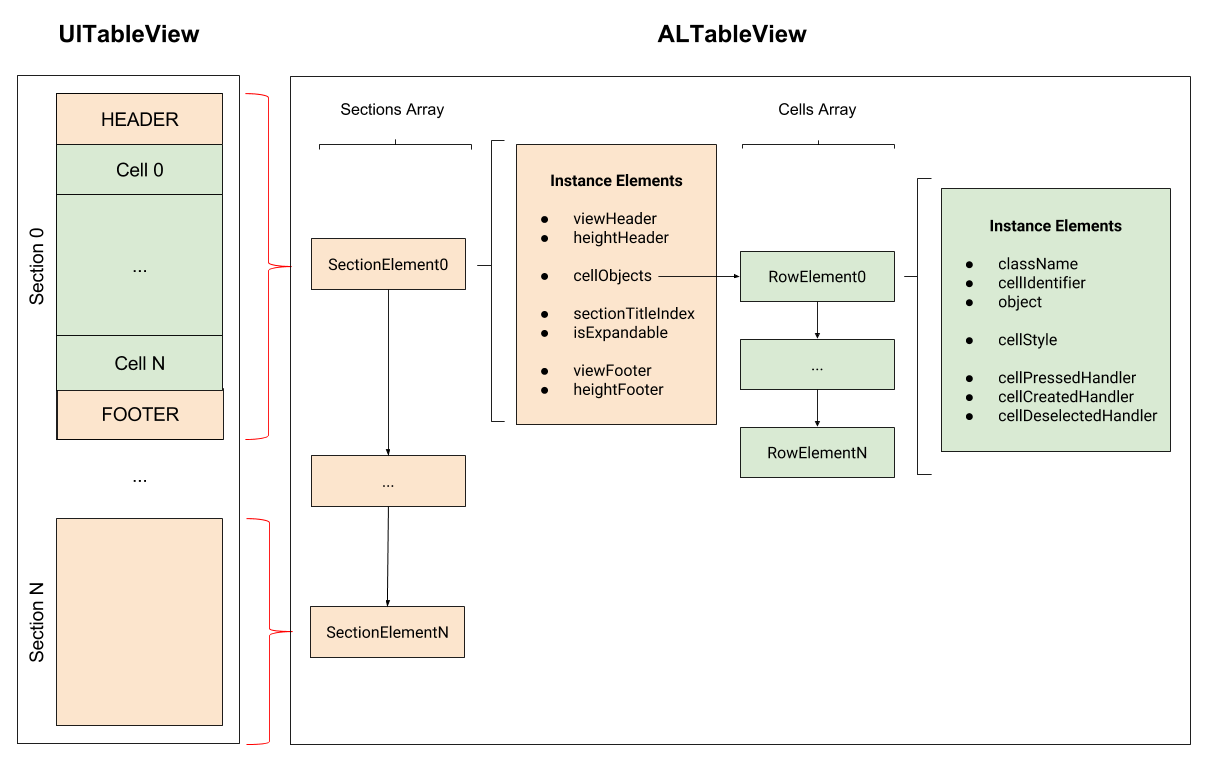 UITableView
ALTableView
Section 0
HEADER
Cell 0
...
Cell N
FOOTER
...
Section N
Sections Array
SectionElement0
...
SectionElementN
Instance Elements
● viewHeader
● heightHeader
● cellObjects
● sectionTitleIndex
● isExpandable
● viewFooter
● heightFooter
Cells Array
RowElement0
...
RowElementN
Instance Elements
● className
● cellIdentifier
● object
● cellStyle
● cellPressedHandler
● cellCreatedHandler
● cellDeselectedHandler